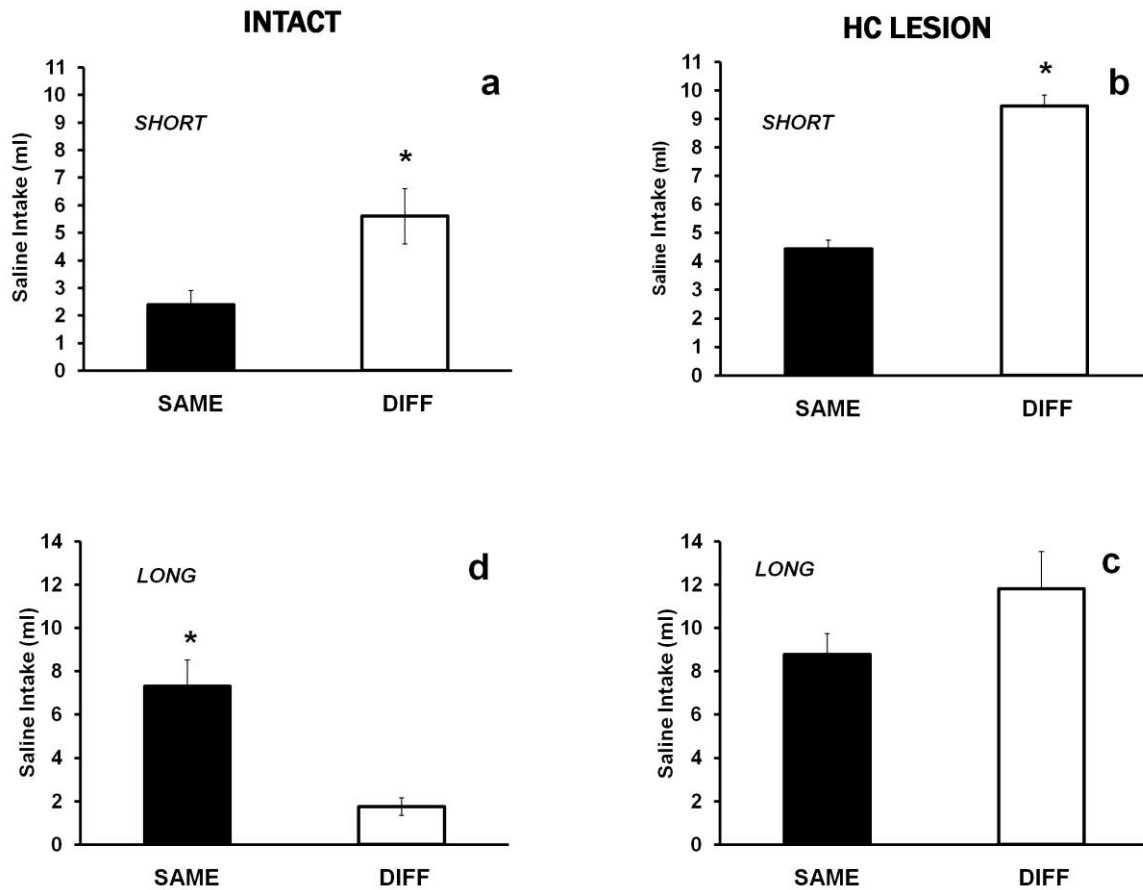 INTACT
a
SHORT
*
Saline Intake (ml)
11
10
9
8
7
6
5
4
3
2
1
0
SAME DIFF
HC LESION
b
SHORT
*
Saline Intake (ml)
11
10
9
8
7
6
5
4
3
2
1
0
SAME DIFF
d
LONG
*
Saline Intake (ml)
14
12
10
8
6
4
2
0
SAME DIFF
c
LONG
Saline Intake (ml)
14
12
10
8
6
4
2
0
SAME DIFF